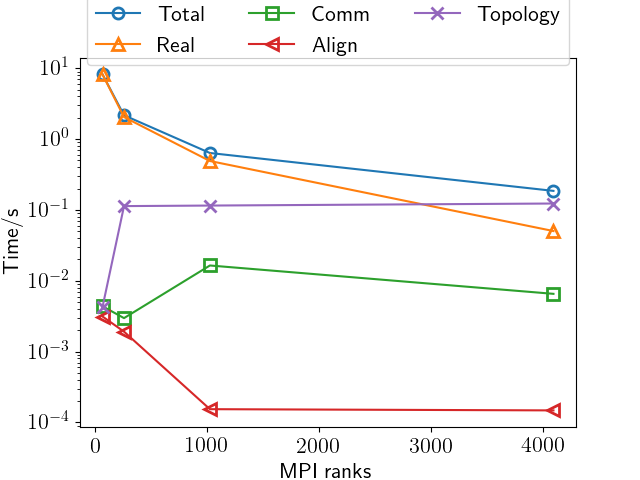 Total Comm Topology
Real Align
10^1
10^0
10^{-1}
10^{-2}
10^{-3}
10^{-4}
Time/s
0 1000 2000 3000 4000
MPI ranks